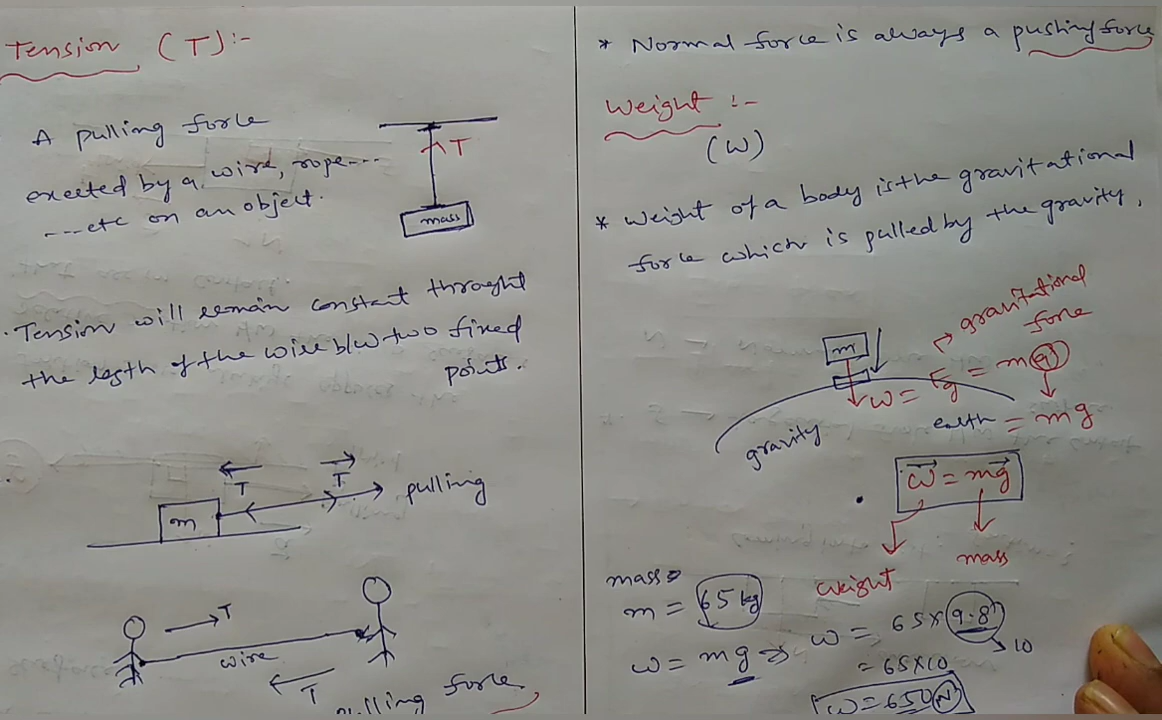 Tension (T):-
A pulling force
exerted by a wire, rope---
---etc on an object.
T
mass
. Tension will remain constant throught
the legth of the wire b/w two fixed
points.
T T
pulling
m
T
wire
T
pulling force
* Normal force is always a pushing force
Weight :-
(W)
* Weight of a body is the gravitational
force which is pulled by the gravity,
gravitational
force
m
W = Fg = m(g)
gravity
earth = mg
w = mg
weight
mass
mass
m = 65 kg
w = mg
w = 65 x 9.8
10
= 65x10
w = 650 N